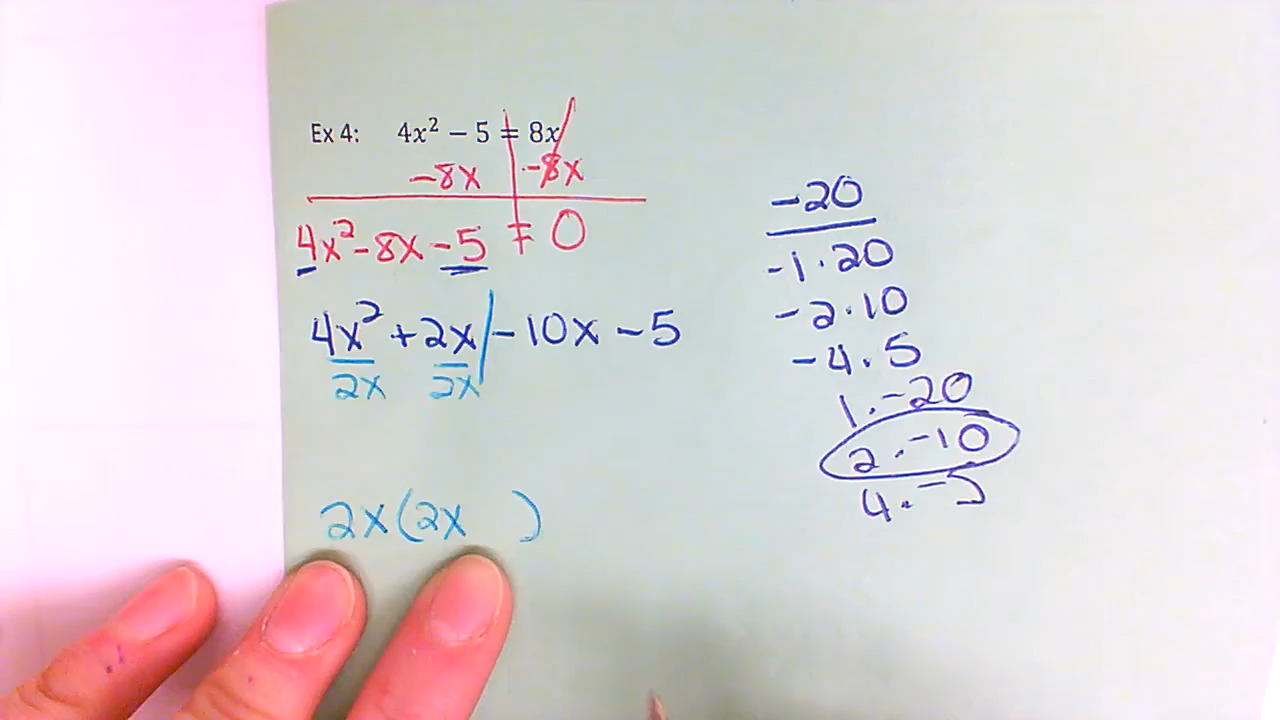 Ex 4: 4x² − 5 = 8x
−8x −8x
4x² − 8x − 5 = 0
4x² + 2x − 10x − 5
2x 2x
2x(2x )
−20
−1 · 20
−2 · 10
−4 · 5
1 · −20
2 · −10
4 · −5